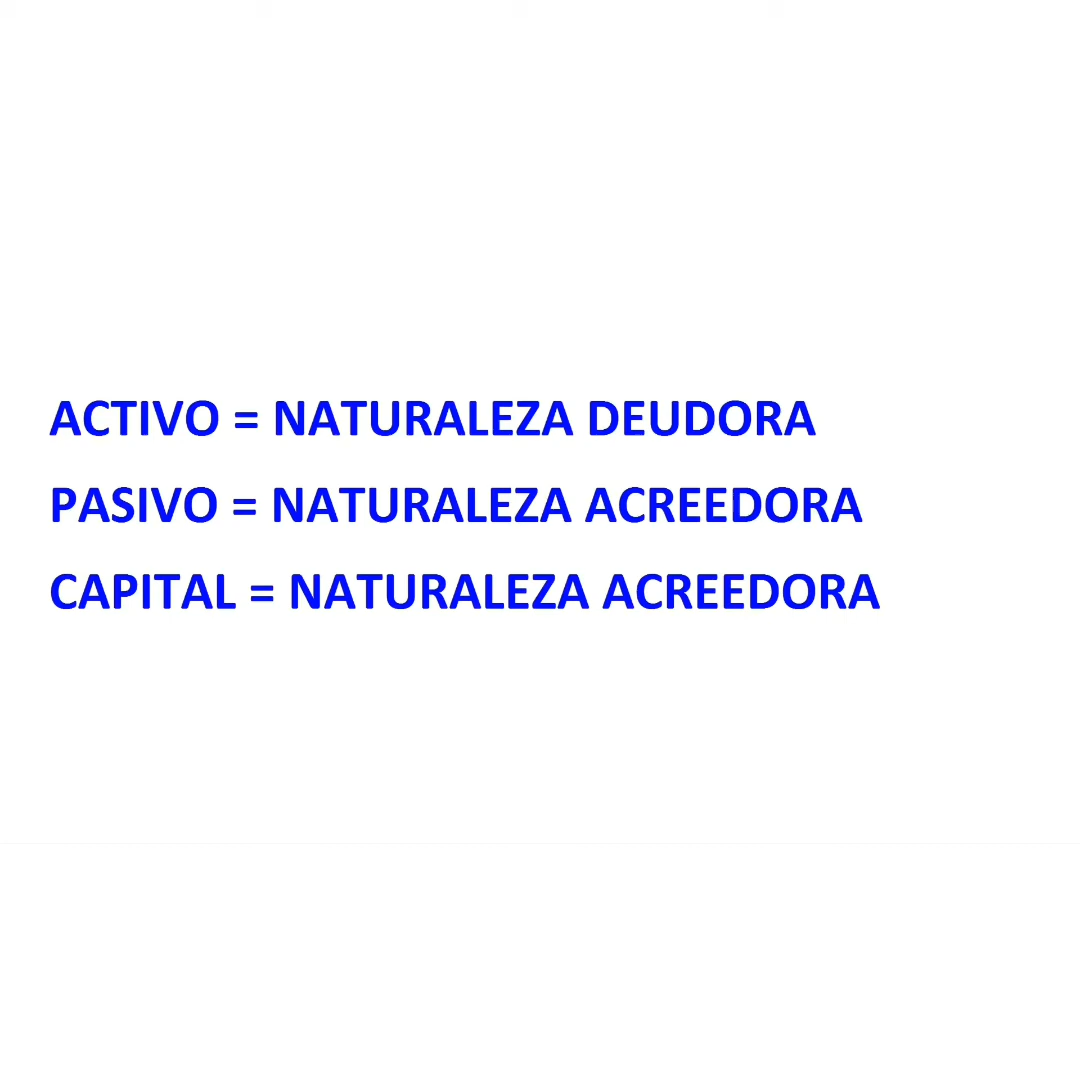 ACTIVO = NATURALEZA DEUDORA
PASIVO = NATURALEZA ACREEDORA
CAPITAL = NATURALEZA ACREEDORA